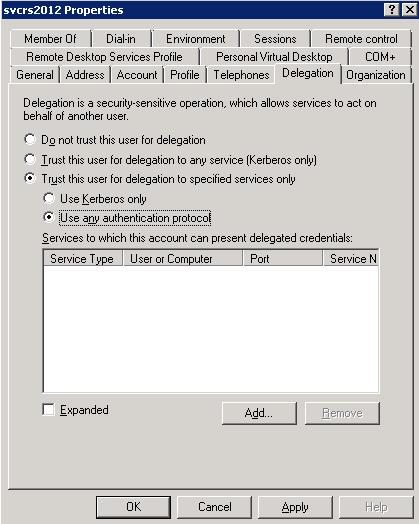 svcrs2012 Properties
Member Of Dial-in Environment Sessions Remote control
Remote Desktop Services Profile Personal Virtual Desktop COM+
General Address Account Profile Telephones Delegation Organization
Delegation is a security-sensitive operation, which allows services to act on
behalf of another user.
Do not trust this user for delegation
Trust this user for delegation to any service (Kerberos only)
Trust this user for delegation to specified services only
Use Kerberos only
Use any authentication protocol
Services to which this account can present delegated credentials:
Service Type User or Computer Port Service N
Expanded Add... Remove
OK Cancel Apply Help